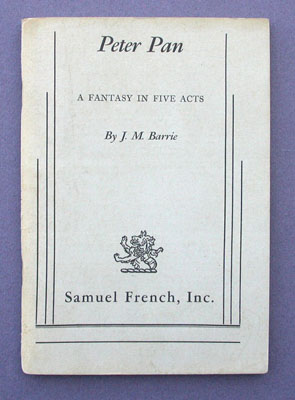 Peter Pan
A FANTASY IN FIVE ACTS
By J. M. Barrie
Samuel French, Inc.